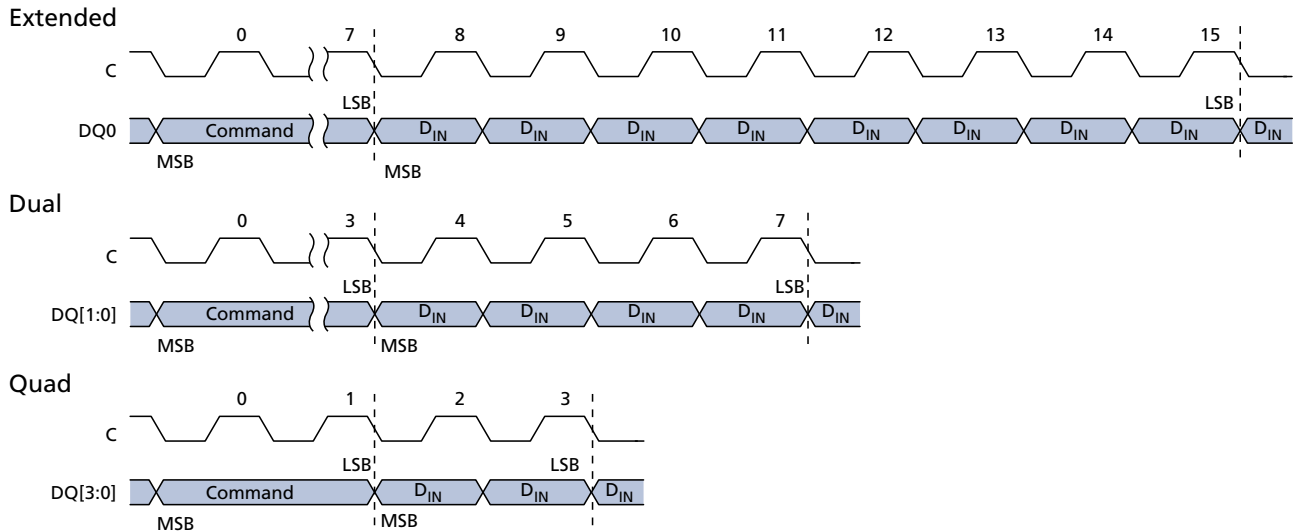 Extended
0 7 8 9 10 11 12 13 14 15
C
LSB LSB
DQ0 Command DIN DIN DIN DIN DIN DIN DIN DIN DIN
MSB MSB
Dual
0 3 4 5 6 7
C
LSB LSB
DQ[1:0] Command DIN DIN DIN DIN DIN
MSB MSB
Quad
0 1 2 3
C
LSB LSB
DQ[3:0] Command DIN DIN DIN
MSB MSB